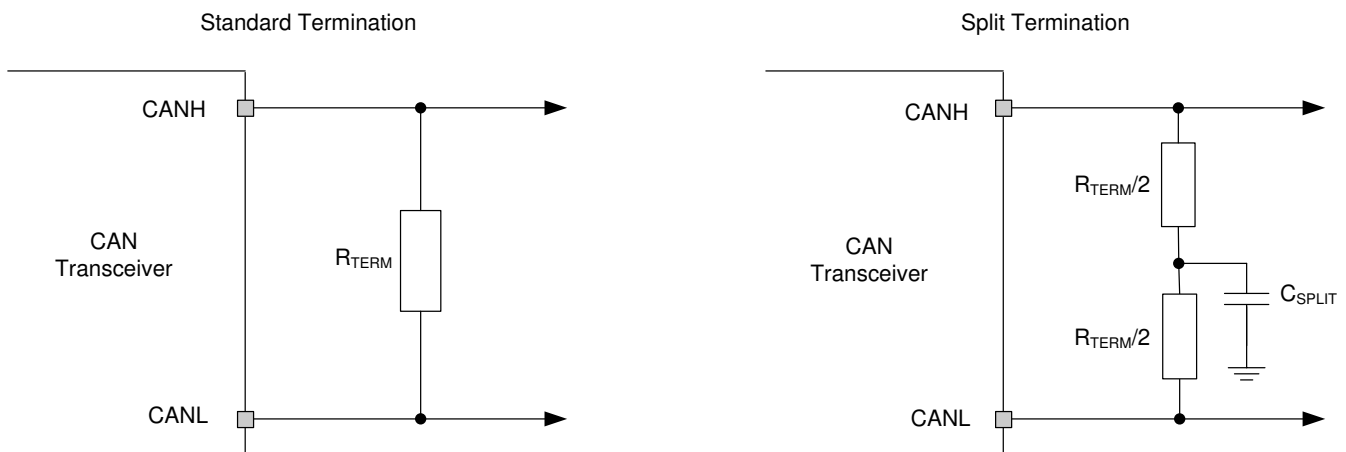 Standard Termination
CANH
CAN
Transceiver
RTERM
CANL
Split Termination
CANH
RTERM/2
CAN
Transceiver
CSPLIT
RTERM/2
CANL